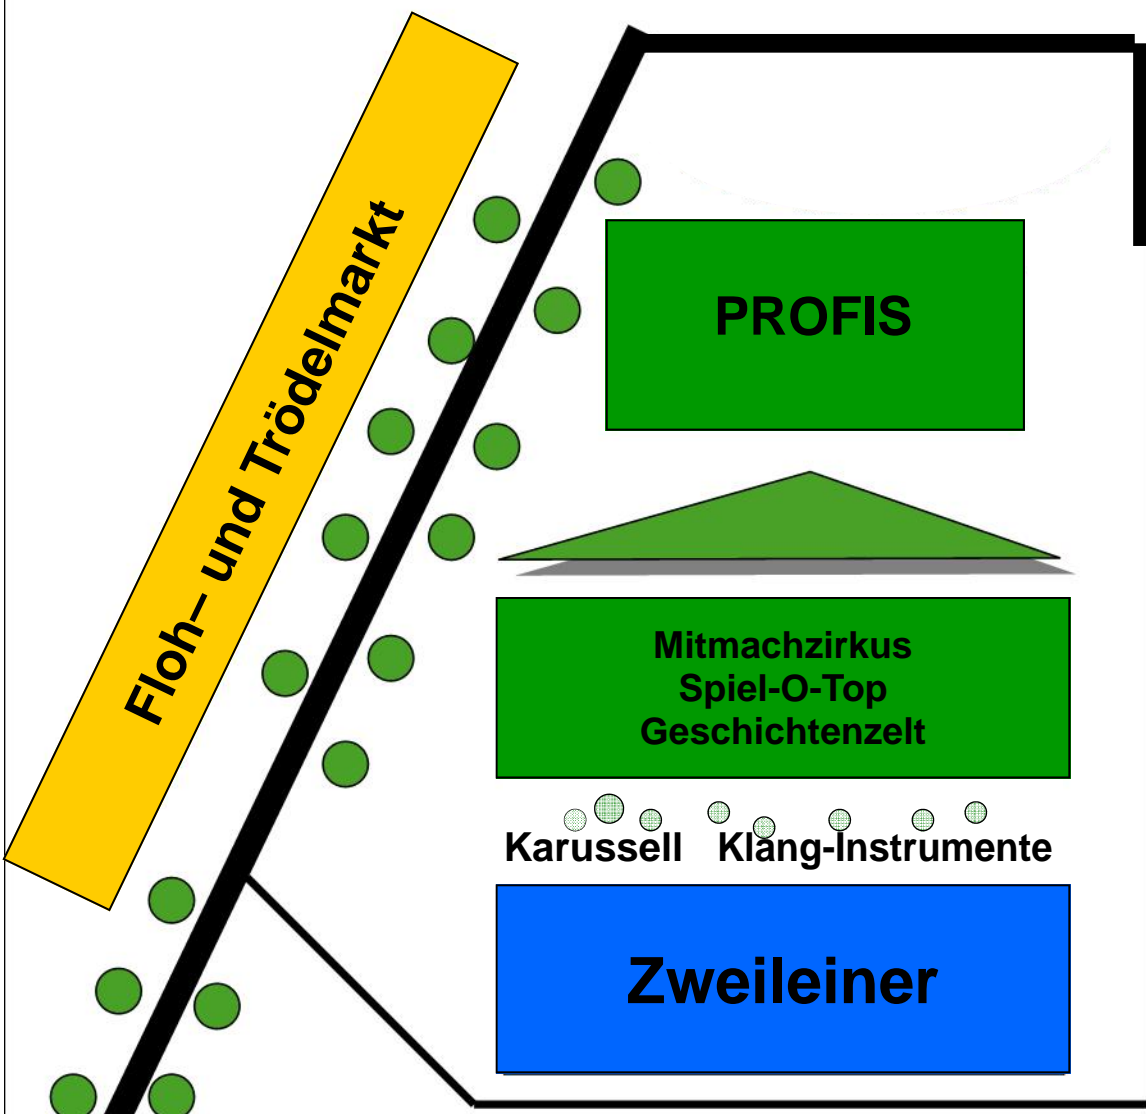 Floh– und Trödelmarkt
PROFIS
Mitmachzirkus
Spiel-O-Top
Geschichtenzelt
Karussell Klang-Instrumente
Zweileiner